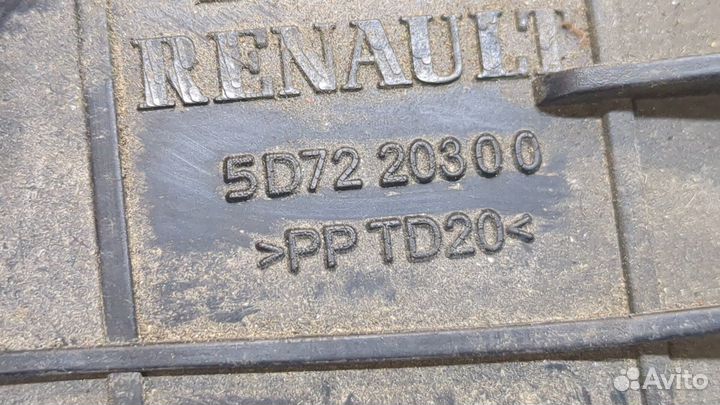 RENAULT
5D72 20300
>PP TD20<
Avito